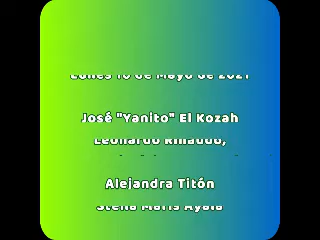 Lunes 10 de Mayo de 2021
José "Yanito" El Kozah
Leonardo Rinaudo,
Alejandra Titón
Stella Maris Ayala